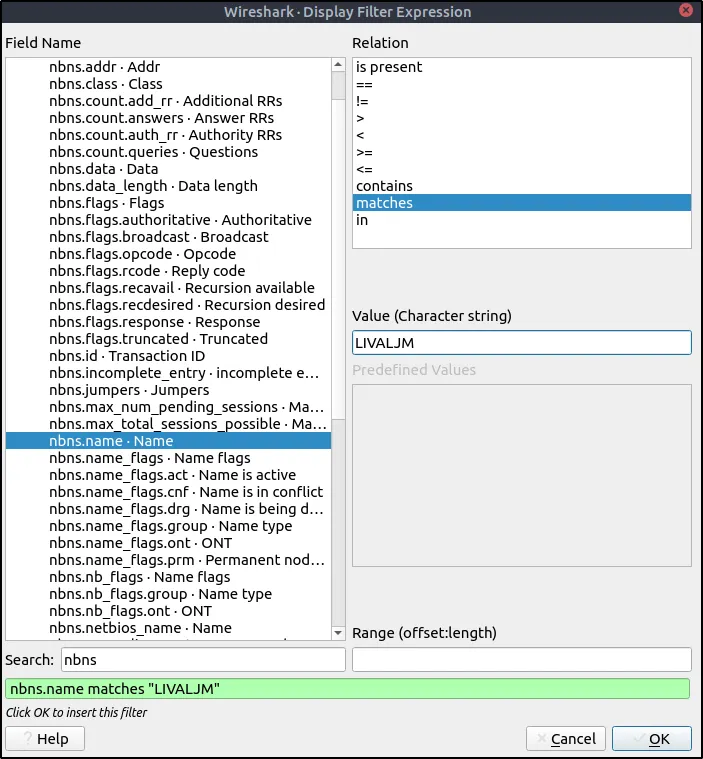 Wireshark · Display Filter Expression
Field Name
nbns.addr · Addr
nbns.class · Class
nbns.count.add_rr · Additional RRs
nbns.count.answers · Answer RRs
nbns.count.auth_rr · Authority RRs
nbns.count.queries · Questions
nbns.data · Data
nbns.data_length · Data length
nbns.flags · Flags
nbns.flags.authoritative · Authoritative
nbns.flags.broadcast · Broadcast
nbns.flags.opcode · Opcode
nbns.flags.rcode · Reply code
nbns.flags.recavail · Recursion available
nbns.flags.recdesired · Recursion desired
nbns.flags.response · Response
nbns.flags.truncated · Truncated
nbns.id · Transaction ID
nbns.incomplete_entry · incomplete e...
nbns.jumpers · Jumpers
nbns.max_num_pending_sessions · Ma...
nbns.max_total_sessions_possible · Ma...
nbns.name · Name
nbns.name_flags · Name flags
nbns.name_flags.act · Name is active
nbns.name_flags.cnf · Name is in conflict
nbns.name_flags.drg · Name is being d...
nbns.name_flags.group · Name type
nbns.name_flags.ont · ONT
nbns.name_flags.prm · Permanent nod...
nbns.nb_flags · Name flags
nbns.nb_flags.group · Name type
nbns.nb_flags.ont · ONT
nbns.netbios_name · Name
Relation
is present
==
!=
>
<
>=
<=
contains
matches
in
Value (Character string)
LIVALJM
Predefined Values
Range (offset:length)
Search: nbns
nbns.name matches "LIVALJM"
Click OK to insert this filter
? Help
Cancel
OK